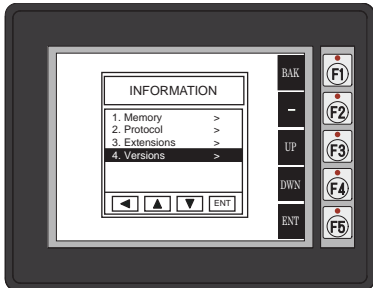 INFORMATION
1. Memory >
2. Protocol >
3. Extensions >
4. Versions >
ENT
BAK
–
UP
DWN
ENT
F1
F2
F3
F4
F5